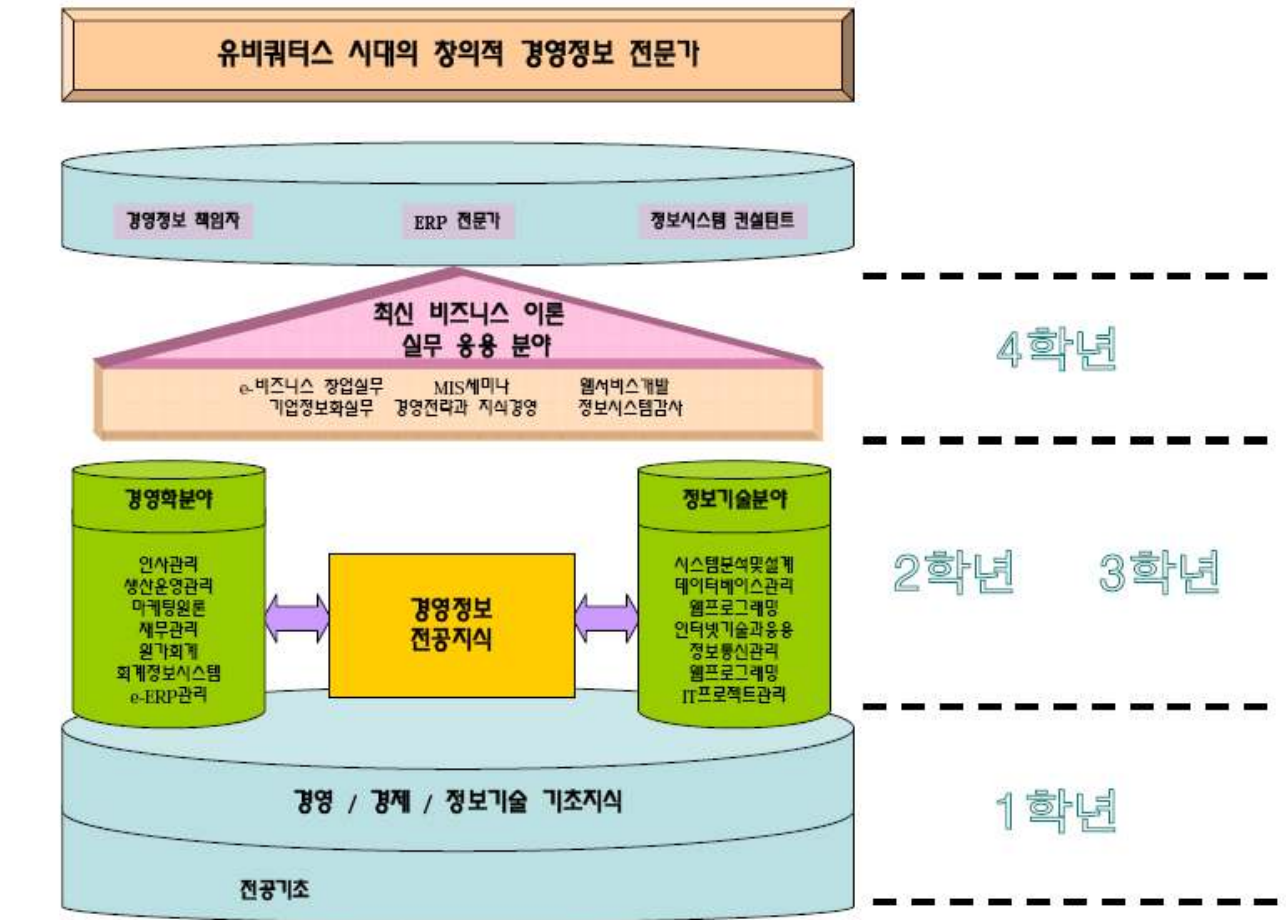 유비쿼터스 시대의 창의적 경영정보 전문가
경영정보 책임자
ERP 전문가
정보시스템 컨설턴트
최신 비즈니스 이론
실무 응용 분야
4학년
e-비즈니스 창업실무 MIS세미나 웹서비스개발
기업정보화실무 경영전략과 지식경영 정보시스템감사
경영학분야
인사관리
생산운영관리
마케팅원론
재무관리
원가회계
회계정보시스템
e-ERP관리
경영정보
전공지식
정보기술분야
시스템분석및설계
데이터베이스관리
웹프로그래밍
인터넷기술과응용
정보통신관리
웹프로그래밍
IT프로젝트관리
2학년
3학년
경영 / 경제 / 정보기술 기초지식
1학년
전공기초